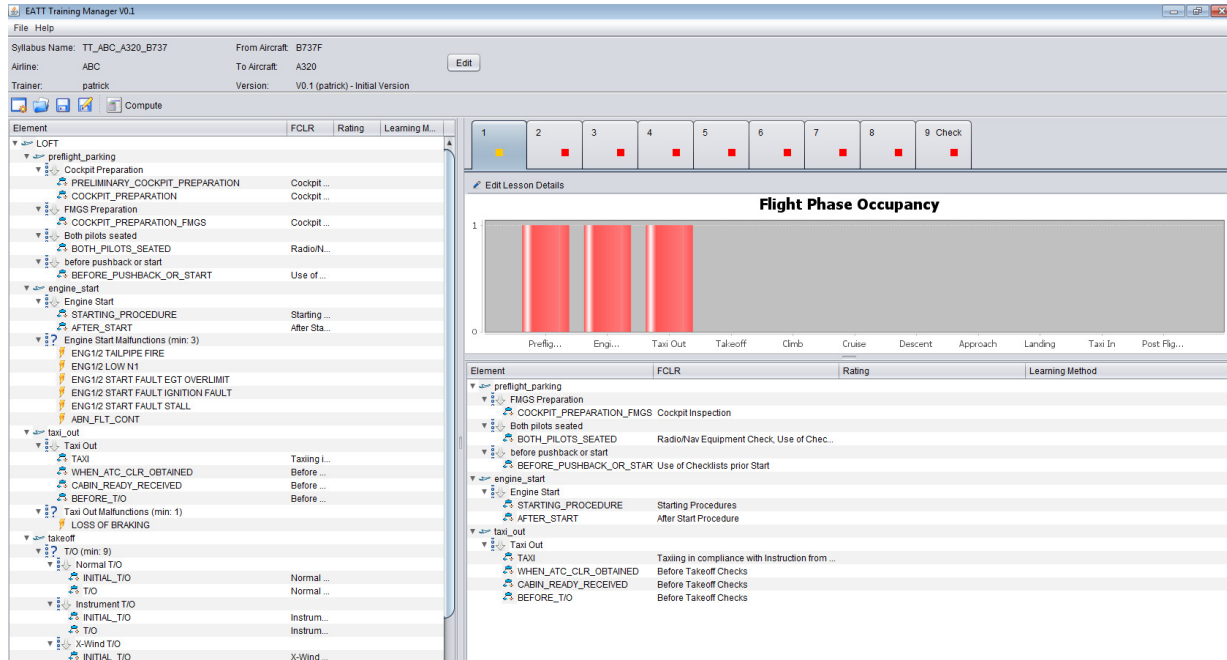 EATT Training Manager V0.1
File Help
Syllabus Name: TT_ABC_A320_B737 From Aircraft: B737F
Airline: ABC To Aircraft: A320 Edit
Trainer: patrick Version: V0.1 (patrick) - Initial Version
Compute
Element FCLR Rating Learning M...
LOFT
preflight_parking
Cockpit Preparation
PRELIMINARY_COCKPIT_PREPARATION Cockpit ...
COCKPIT_PREPARATION Cockpit ...
FMGS Preparation
COCKPIT_PREPARATION_FMGS Cockpit ...
Both pilots seated
BOTH_PILOTS_SEATED Radio/N...
before pushback or start
BEFORE_PUSHBACK_OR_START Use of ...
engine_start
Engine Start
STARTING_PROCEDURE Starting ...
AFTER_START After Sta...
Engine Start Malfunctions (min: 3)
ENG1/2 TAILPIPE FIRE
ENG1/2 LOW N1
ENG1/2 START FAULT EGT OVERLIMIT
ENG1/2 START FAULT IGNITION FAULT
ENG1/2 START FAULT STALL
ABN_FLT_CONT
taxi_out
Taxi Out
TAXI Taxiing i...
WHEN_ATC_CLR_OBTAINED Before ...
CABIN_READY_RECEIVED Before ...
BEFORE_T/O Before ...
Taxi Out Malfunctions (min: 1)
LOSS OF BRAKING
takeoff
T/O (min: 9)
Normal T/O
INITIAL_T/O Normal ...
T/O Normal ...
Instrument T/O
INITIAL_T/O Instrum...
T/O Instrum...
X-Wind T/O
INITIAL_T/O X-Wind ...
1 2 3 4 5 6 7 8 9 Check
Edit Lesson Details
Flight Phase Occupancy
1
0
Preflig... Engi... Taxi Out Takeoff Climb Cruise Descent Approach Landing Taxi In Post Flig...
Element FCLR Rating Learning Method
preflight_parking
FMGS Preparation
COCKPIT_PREPARATION_FMGS Cockpit Inspection
Both pilots seated
BOTH_PILOTS_SEATED Radio/Nav Equipment Check, Use of Chec...
before pushback or start
BEFORE_PUSHBACK_OR_STAR Use of Checklists prior Start
engine_start
Engine Start
STARTING_PROCEDURE Starting Procedures
AFTER_START After Start Procedure
taxi_out
Taxi Out
TAXI Taxiing in compliance with Instruction from ...
WHEN_ATC_CLR_OBTAINED Before Takeoff Checks
CABIN_READY_RECEIVED Before Takeoff Checks
BEFORE_T/O Before Takeoff Checks